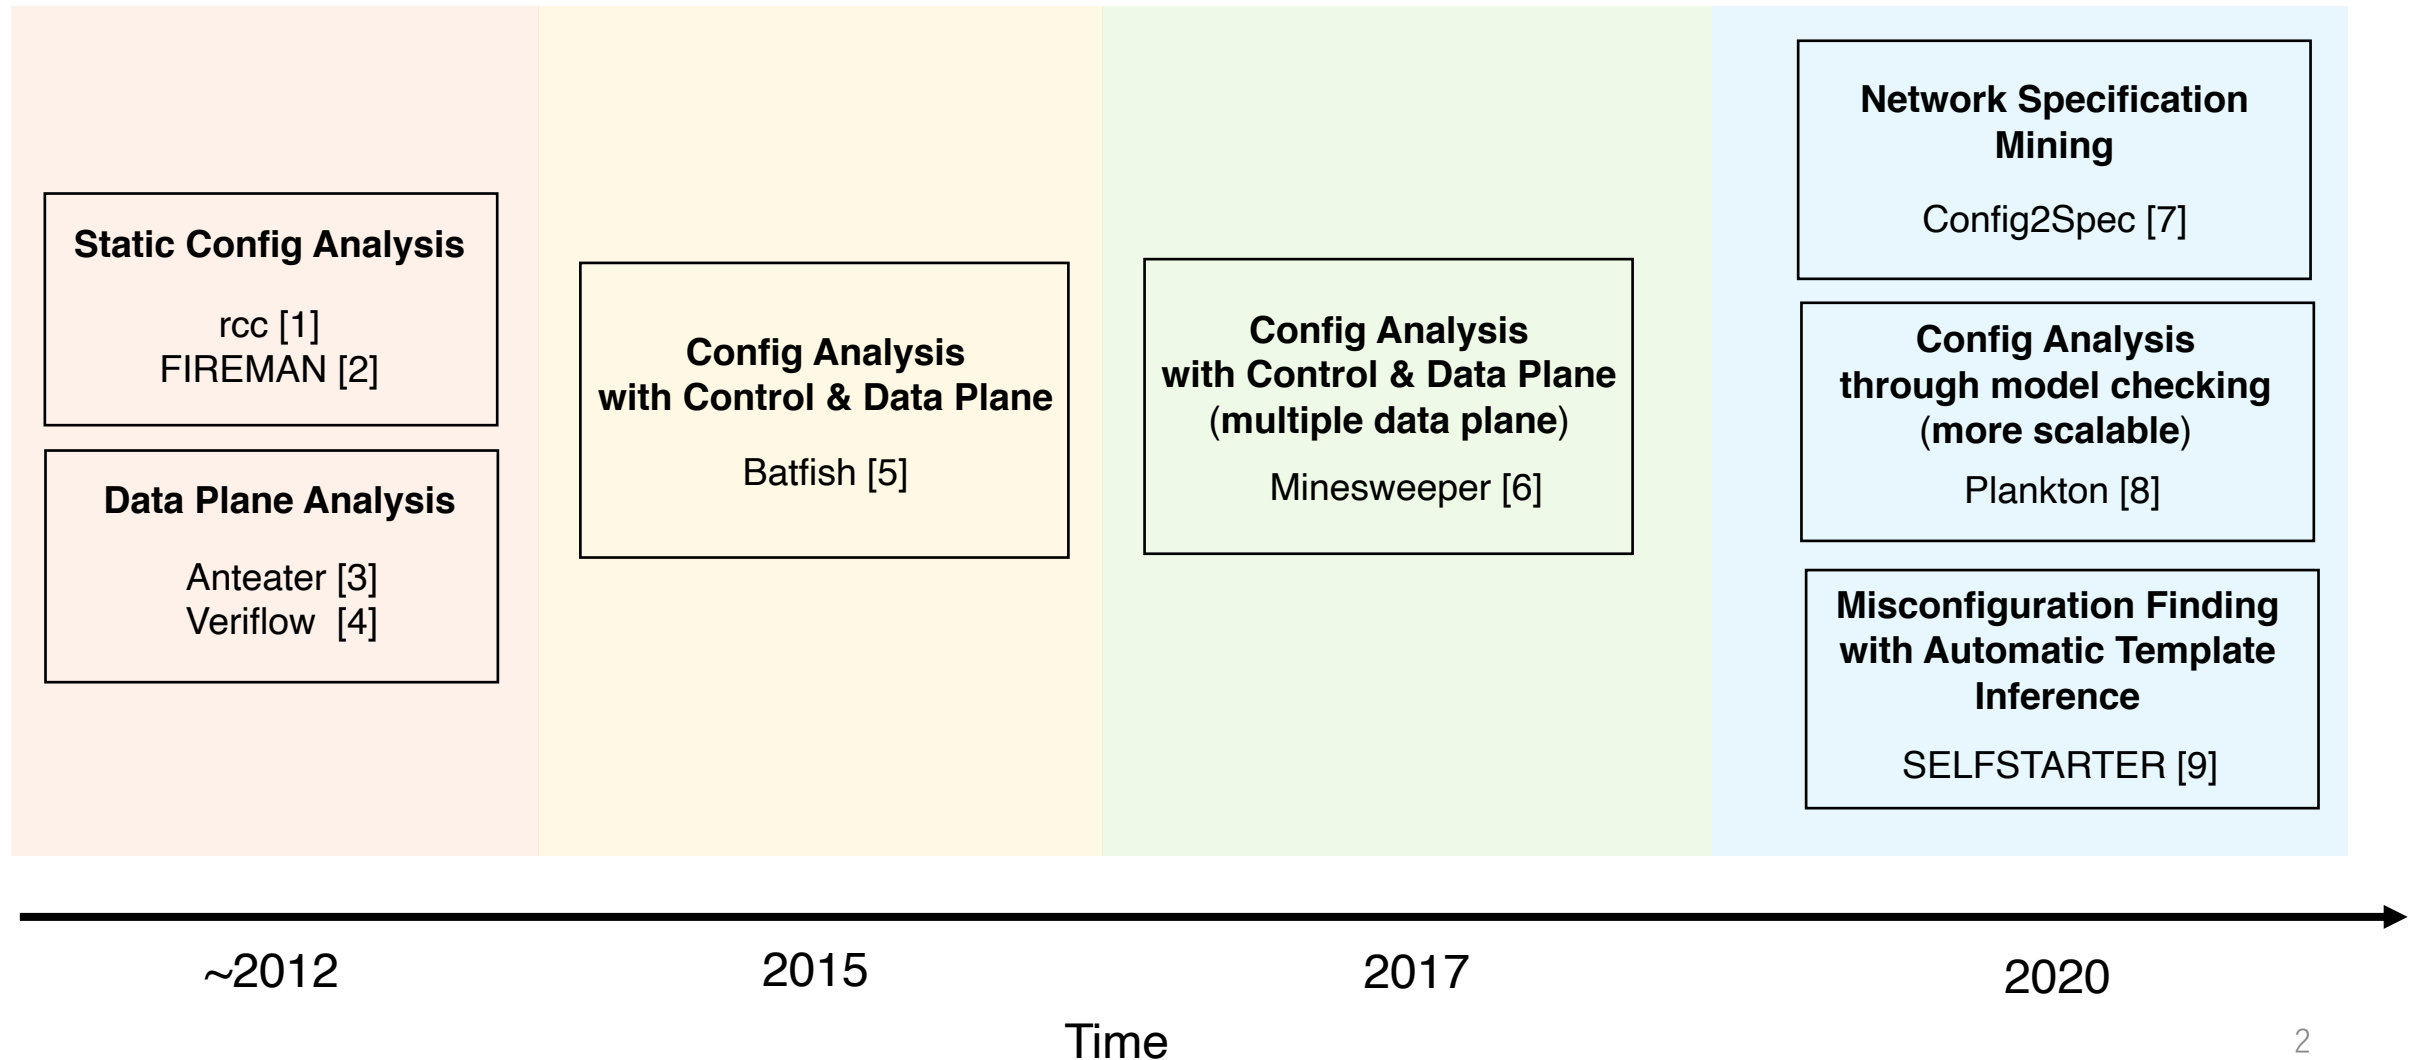 Static Config Analysis
rcc [1]
FIREMAN [2]
Data Plane Analysis
Anteater [3]
Veriflow [4]
Config Analysis
with Control & Data Plane
Batfish [5]
Config Analysis
with Control & Data Plane
(multiple data plane)
Minesweeper [6]
Network Specification
Mining
Config2Spec [7]
Config Analysis
through model checking
(more scalable)
Plankton [8]
Misconfiguration Finding
with Automatic Template
Inference
SELFSTARTER [9]
~2012
2015
2017
2020
Time
2